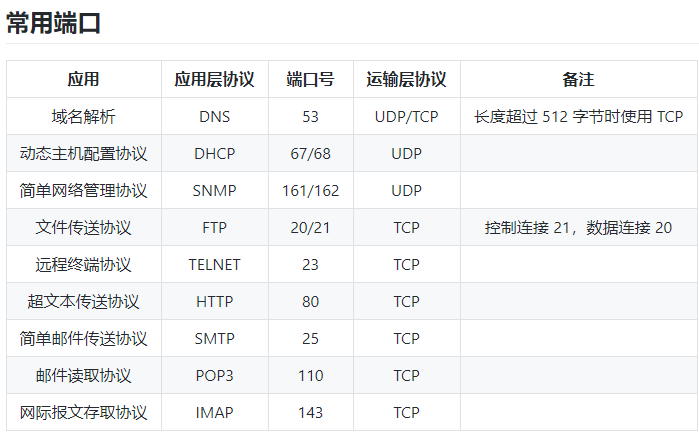 常用端口
应用 应用层协议 端口号 运输层协议 备注
域名解析 DNS 53 UDP/TCP 长度超过 512 字节时使用 TCP
动态主机配置协议 DHCP 67/68 UDP
简单网络管理协议 SNMP 161/162 UDP
文件传送协议 FTP 20/21 TCP 控制连接 21，数据连接 20
远程终端协议 TELNET 23 TCP
超文本传送协议 HTTP 80 TCP
简单邮件传送协议 SMTP 25 TCP
邮件读取协议 POP3 110 TCP
网际报文存取协议 IMAP 143 TCP